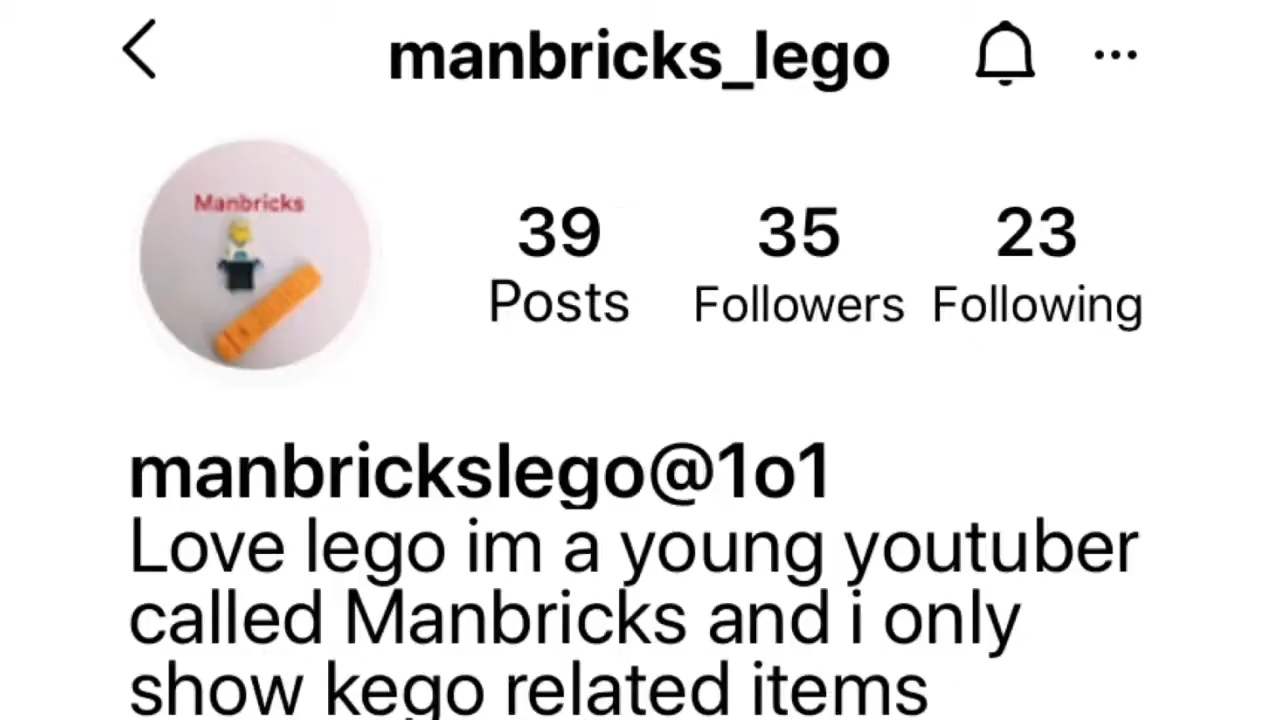 manbricks_lego
Manbricks
39 35 23
Posts Followers Following
manbrickslego@1o1
Love lego im a young youtuber
called Manbricks and i only
show kego related items